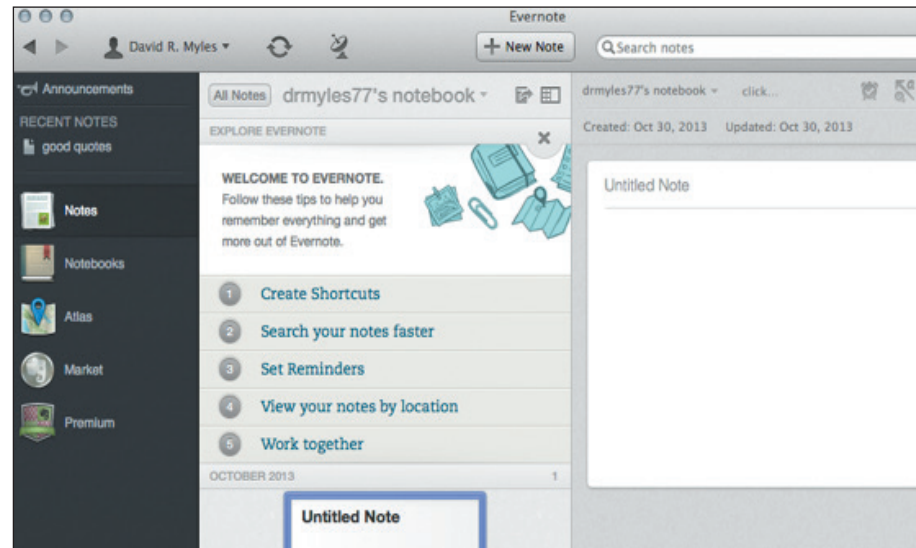 Evernote
David R. Myles
New Note
Search notes
Announcements
RECENT NOTES
good quotes
Notes
Notebooks
Atlas
Market
Premium
All Notes drmyles77's notebook
EXPLORE EVERNOTE
WELCOME TO EVERNOTE.
Follow these tips to help you
remember everything and get
more out of Evernote.
1 Create Shortcuts
2 Search your notes faster
3 Set Reminders
4 View your notes by location
5 Work together
OCTOBER 2013 1
Untitled Note
drmyles77's notebook click...
Created: Oct 30, 2013 Updated: Oct 30, 2013
Untitled Note